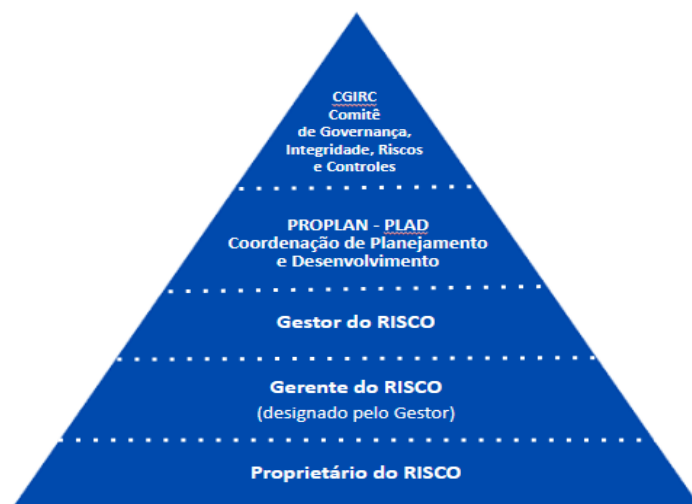 CGIRC
Comitê
de Governança,
Integridade, Riscos
e Controles
PROPLAN - PLAD
Coordenação de Planejamento
e Desenvolvimento
Gestor do RISCO
Gerente do RISCO
(designado pelo Gestor)
Proprietário do RISCO